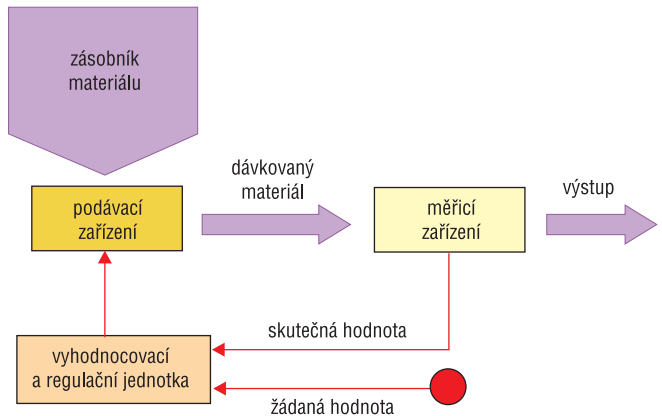 zásobník
materiálu
dávkovaný
materiál
podávací
zařízení
měřicí
zařízení
výstup
skutečná hodnota
vyhodnocovací
a regulační jednotka
žádaná hodnota